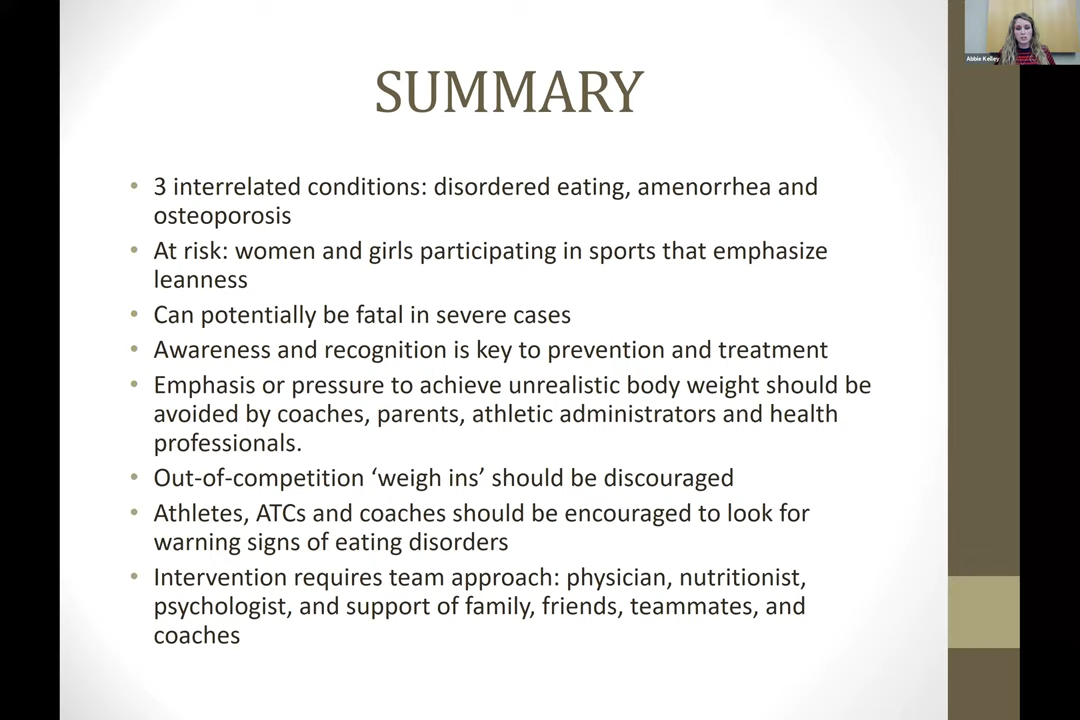 Abbie Kelley
SUMMARY
• 3 interrelated conditions: disordered eating, amenorrhea and
osteoporosis
• At risk: women and girls participating in sports that emphasize
leanness
• Can potentially be fatal in severe cases
• Awareness and recognition is key to prevention and treatment
• Emphasis or pressure to achieve unrealistic body weight should be
avoided by coaches, parents, athletic administrators and health
professionals.
• Out-of-competition ‘weigh ins’ should be discouraged
• Athletes, ATCs and coaches should be encouraged to look for
warning signs of eating disorders
• Intervention requires team approach: physician, nutritionist,
psychologist, and support of family, friends, teammates, and
coaches